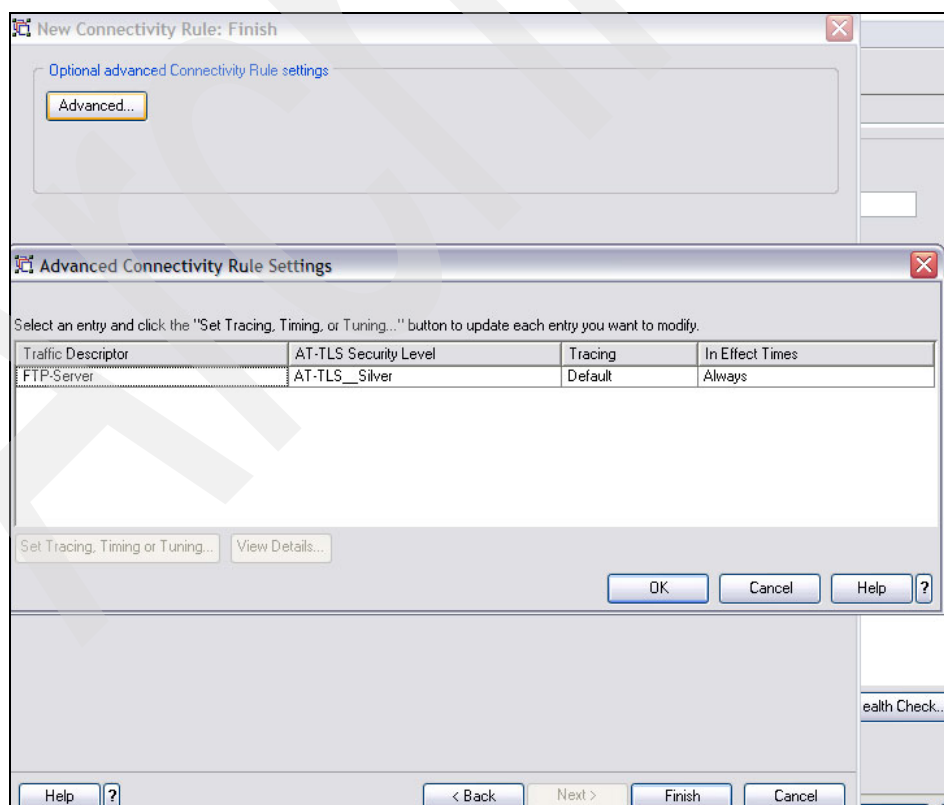 New Connectivity Rule: Finish
Optional advanced Connectivity Rule settings
Advanced...
Advanced Connectivity Rule Settings
Select an entry and click the "Set Tracing, Timing, or Tuning..." button to update each entry you want to modify.
Traffic Descriptor AT-TLS Security Level Tracing In Effect Times
FTP-Server AT-TLS__Silver Default Always
Set Tracing, Timing or Tuning... View Details...
OK Cancel Help ?
ealth Check..
Help ? < Back Next > Finish Cancel